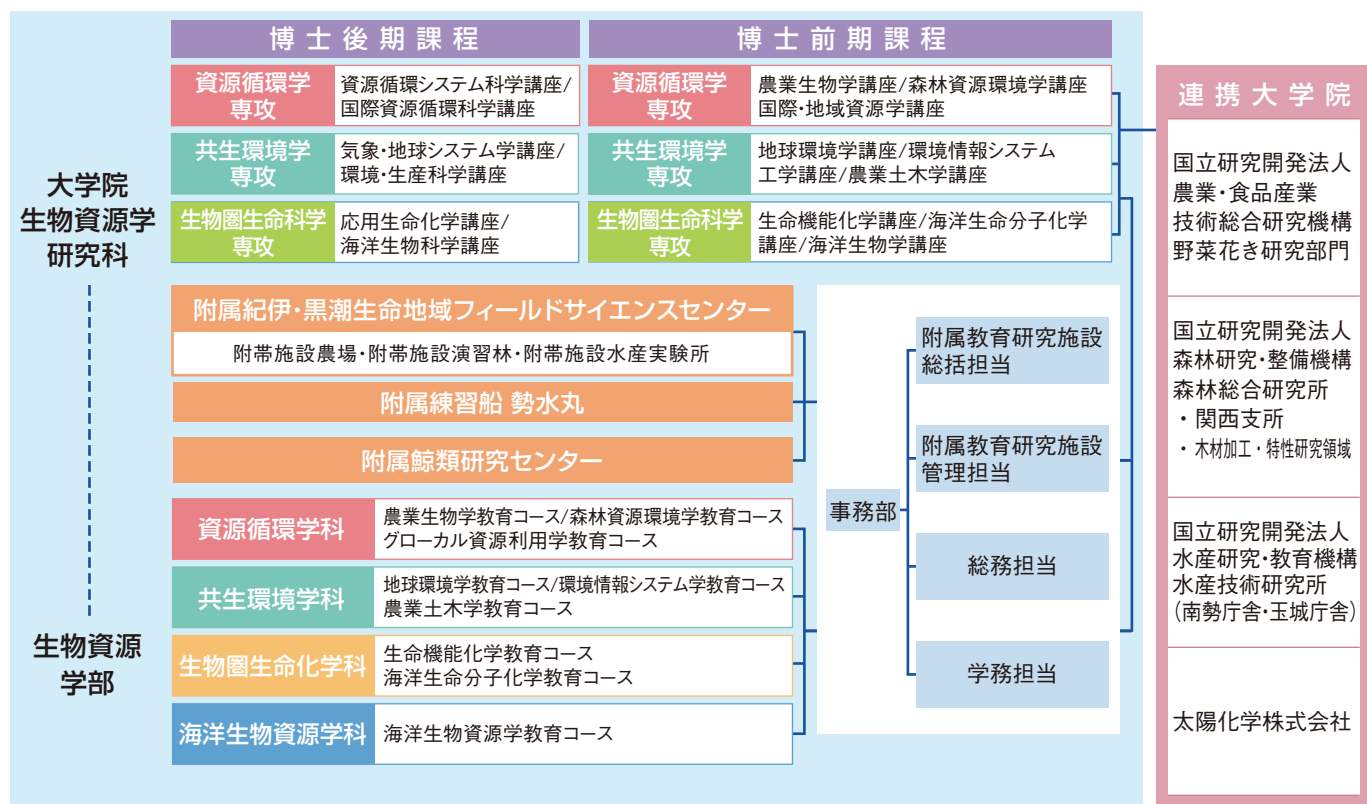 大学院
生物資源学
研究科
生物資源
学部
博士後期課程
資源循環学
専攻
資源循環システム科学講座/
国際資源循環科学講座
共生環境学
専攻
気象・地球システム学講座/
環境・生産科学講座
生物圏生命科学
専攻
応用生命化学講座/
海洋生物科学講座
博士前期課程
資源循環学
専攻
農業生物学講座/森林資源環境学講座
国際・地域資源学講座
共生環境学
専攻
地球環境学講座/環境情報システム
工学講座/農業土木学講座
生物圏生命科学
専攻
生命機能化学講座/海洋生命分子化学
講座/海洋生物学講座
附属紀伊・黒潮生命地域フィールドサイエンスセンター
附帯施設農場・附帯施設演習林・附帯施設水産実験所
附属練習船 勢水丸
附属鯨類研究センター
資源循環学科
農業生物学教育コース/森林資源環境学教育コース
グローカル資源利用学教育コース
共生環境学科
地球環境学教育コース/環境情報システム学教育コース
農業土木学教育コース
生物圏生命化学科
生命機能化学教育コース
海洋生命分子化学教育コース
海洋生物資源学科
海洋生物資源学教育コース
事務部
附属教育研究施設
総括担当
附属教育研究施設
管理担当
総務担当
学務担当
連携大学院
国立研究開発法人
農業・食品産業
技術総合研究機構
野菜花き研究部門
国立研究開発法人
森林研究・整備機構
森林総合研究所
・関西支所
・木材加工・特性研究領域
国立研究開発法人
水産研究・教育機構
水産技術研究所
(南勢庁舎・玉城庁舎)
太陽化学株式会社